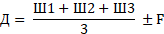 Д = (Ш1 ± Ш2 + Ш3) / 3 ± F